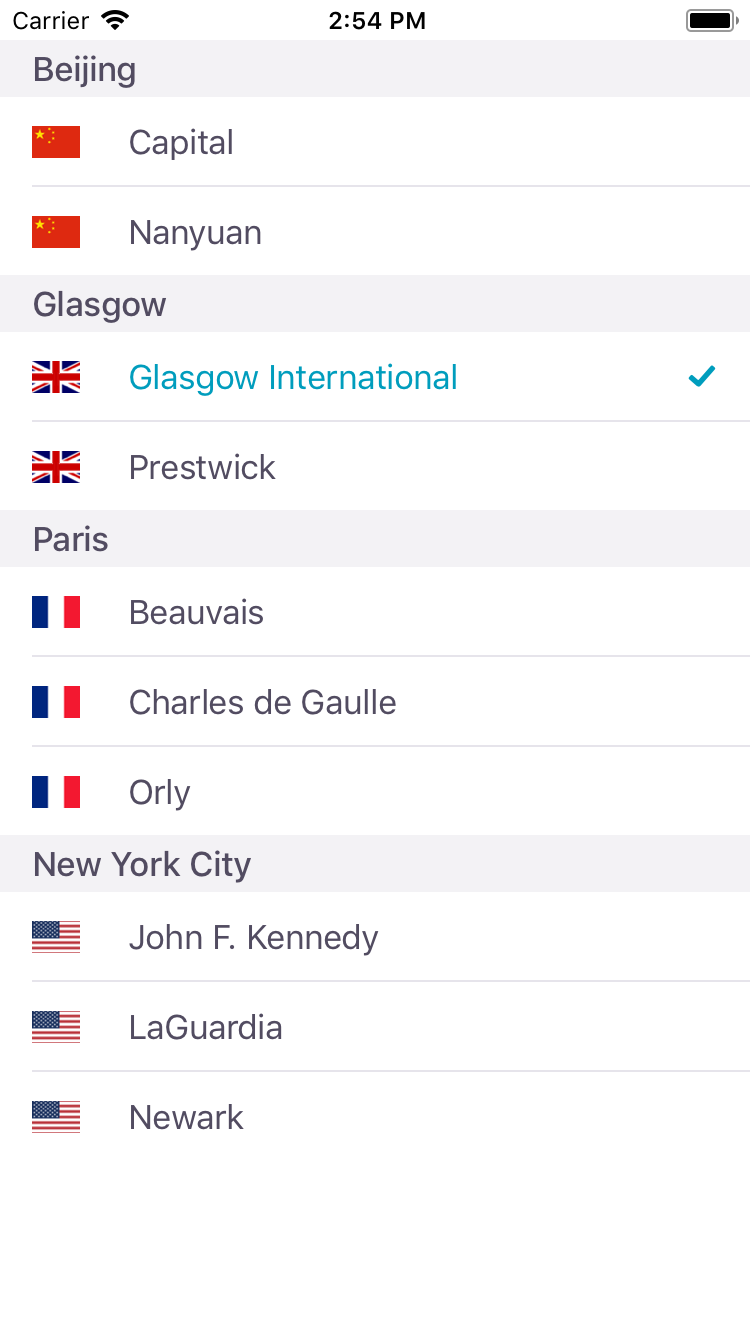 Carrier 2:54 PM
Beijing
Capital
Nanyuan
Glasgow
Glasgow International
Prestwick
Paris
Beauvais
Charles de Gaulle
Orly
New York City
John F. Kennedy
LaGuardia
Newark